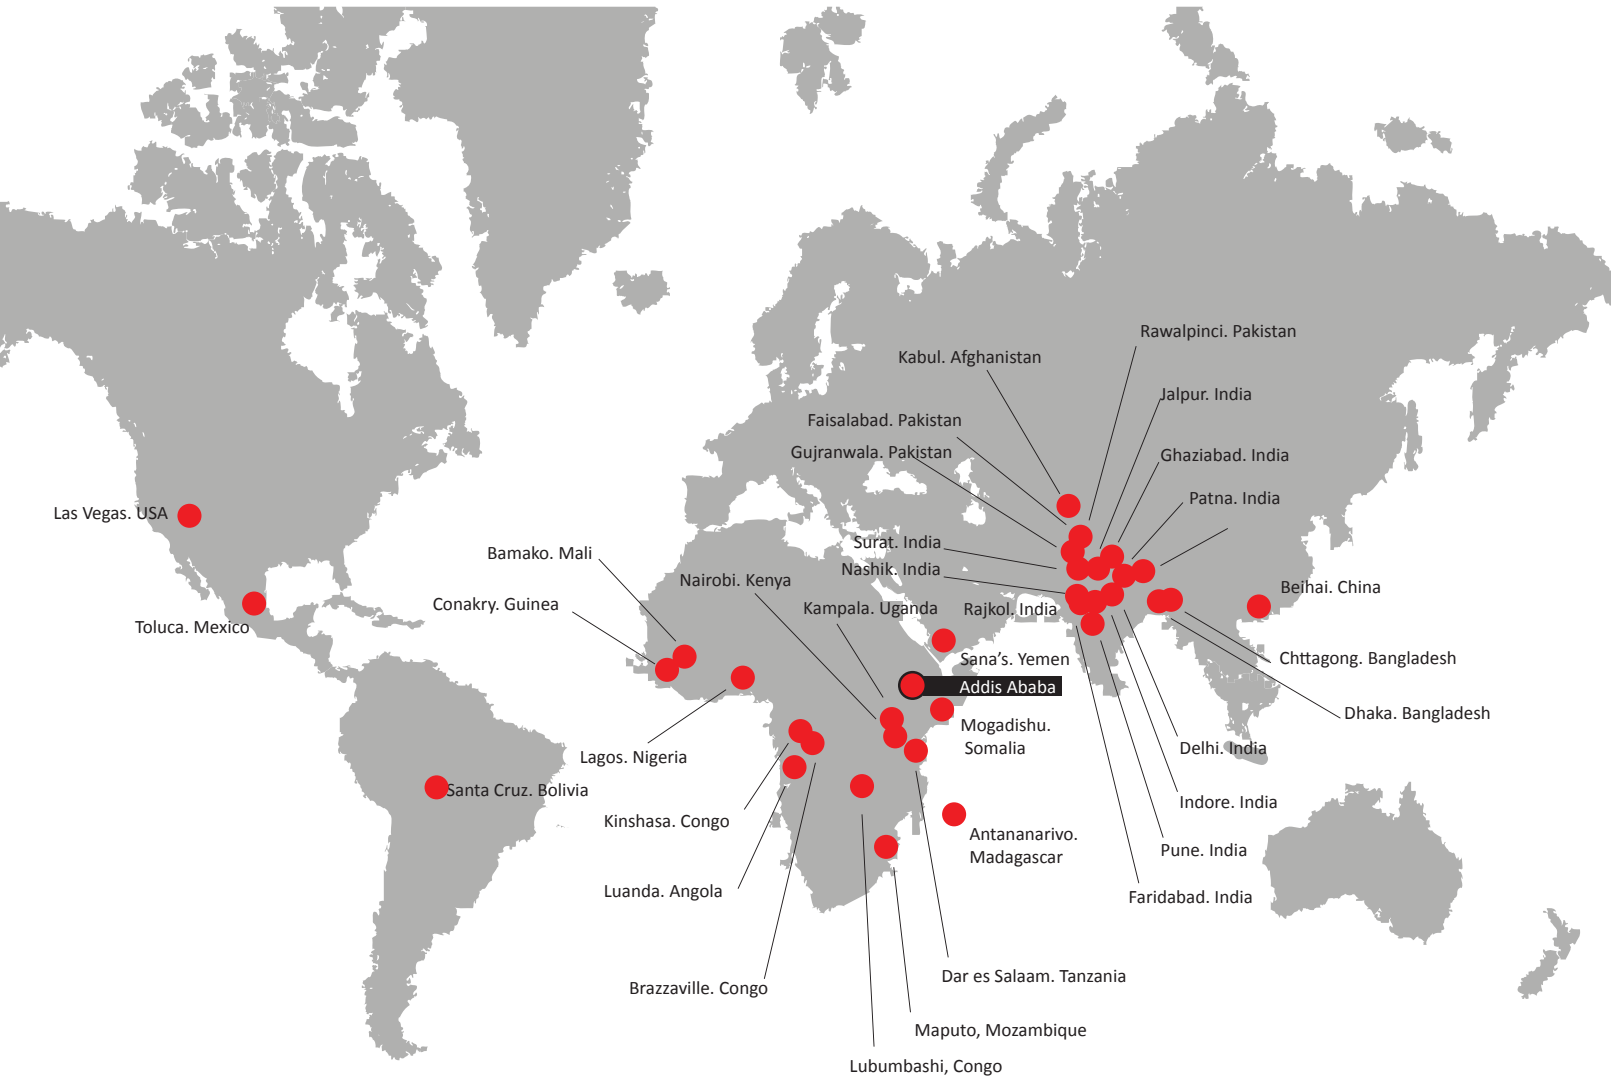 Rawalpinci. Pakistan
Kabul. Afghanistan
Jalpur. India
Faisalabad. Pakistan
Gujranwala. Pakistan
Ghaziabad. India
Patna. India
Las Vegas. USA
Surat. India
Bamako. Mali
Nashik. India
Nairobi. Kenya
Beihai. China
Conakry. Guinea
Kampala. Uganda
Rajkol. India
Toluca. Mexico
Sana's. Yemen
Chttagong. Bangladesh
Addis Ababa
Dhaka. Bangladesh
Mogadishu.
Somalia
Delhi. India
Lagos. Nigeria
Santa Cruz. Bolivia
Indore. India
Kinshasa. Congo
Antananarivo.
Madagascar
Pune. India
Luanda. Angola
Faridabad. India
Dar es Salaam. Tanzania
Brazzaville. Congo
Maputo, Mozambique
Lubumbashi, Congo